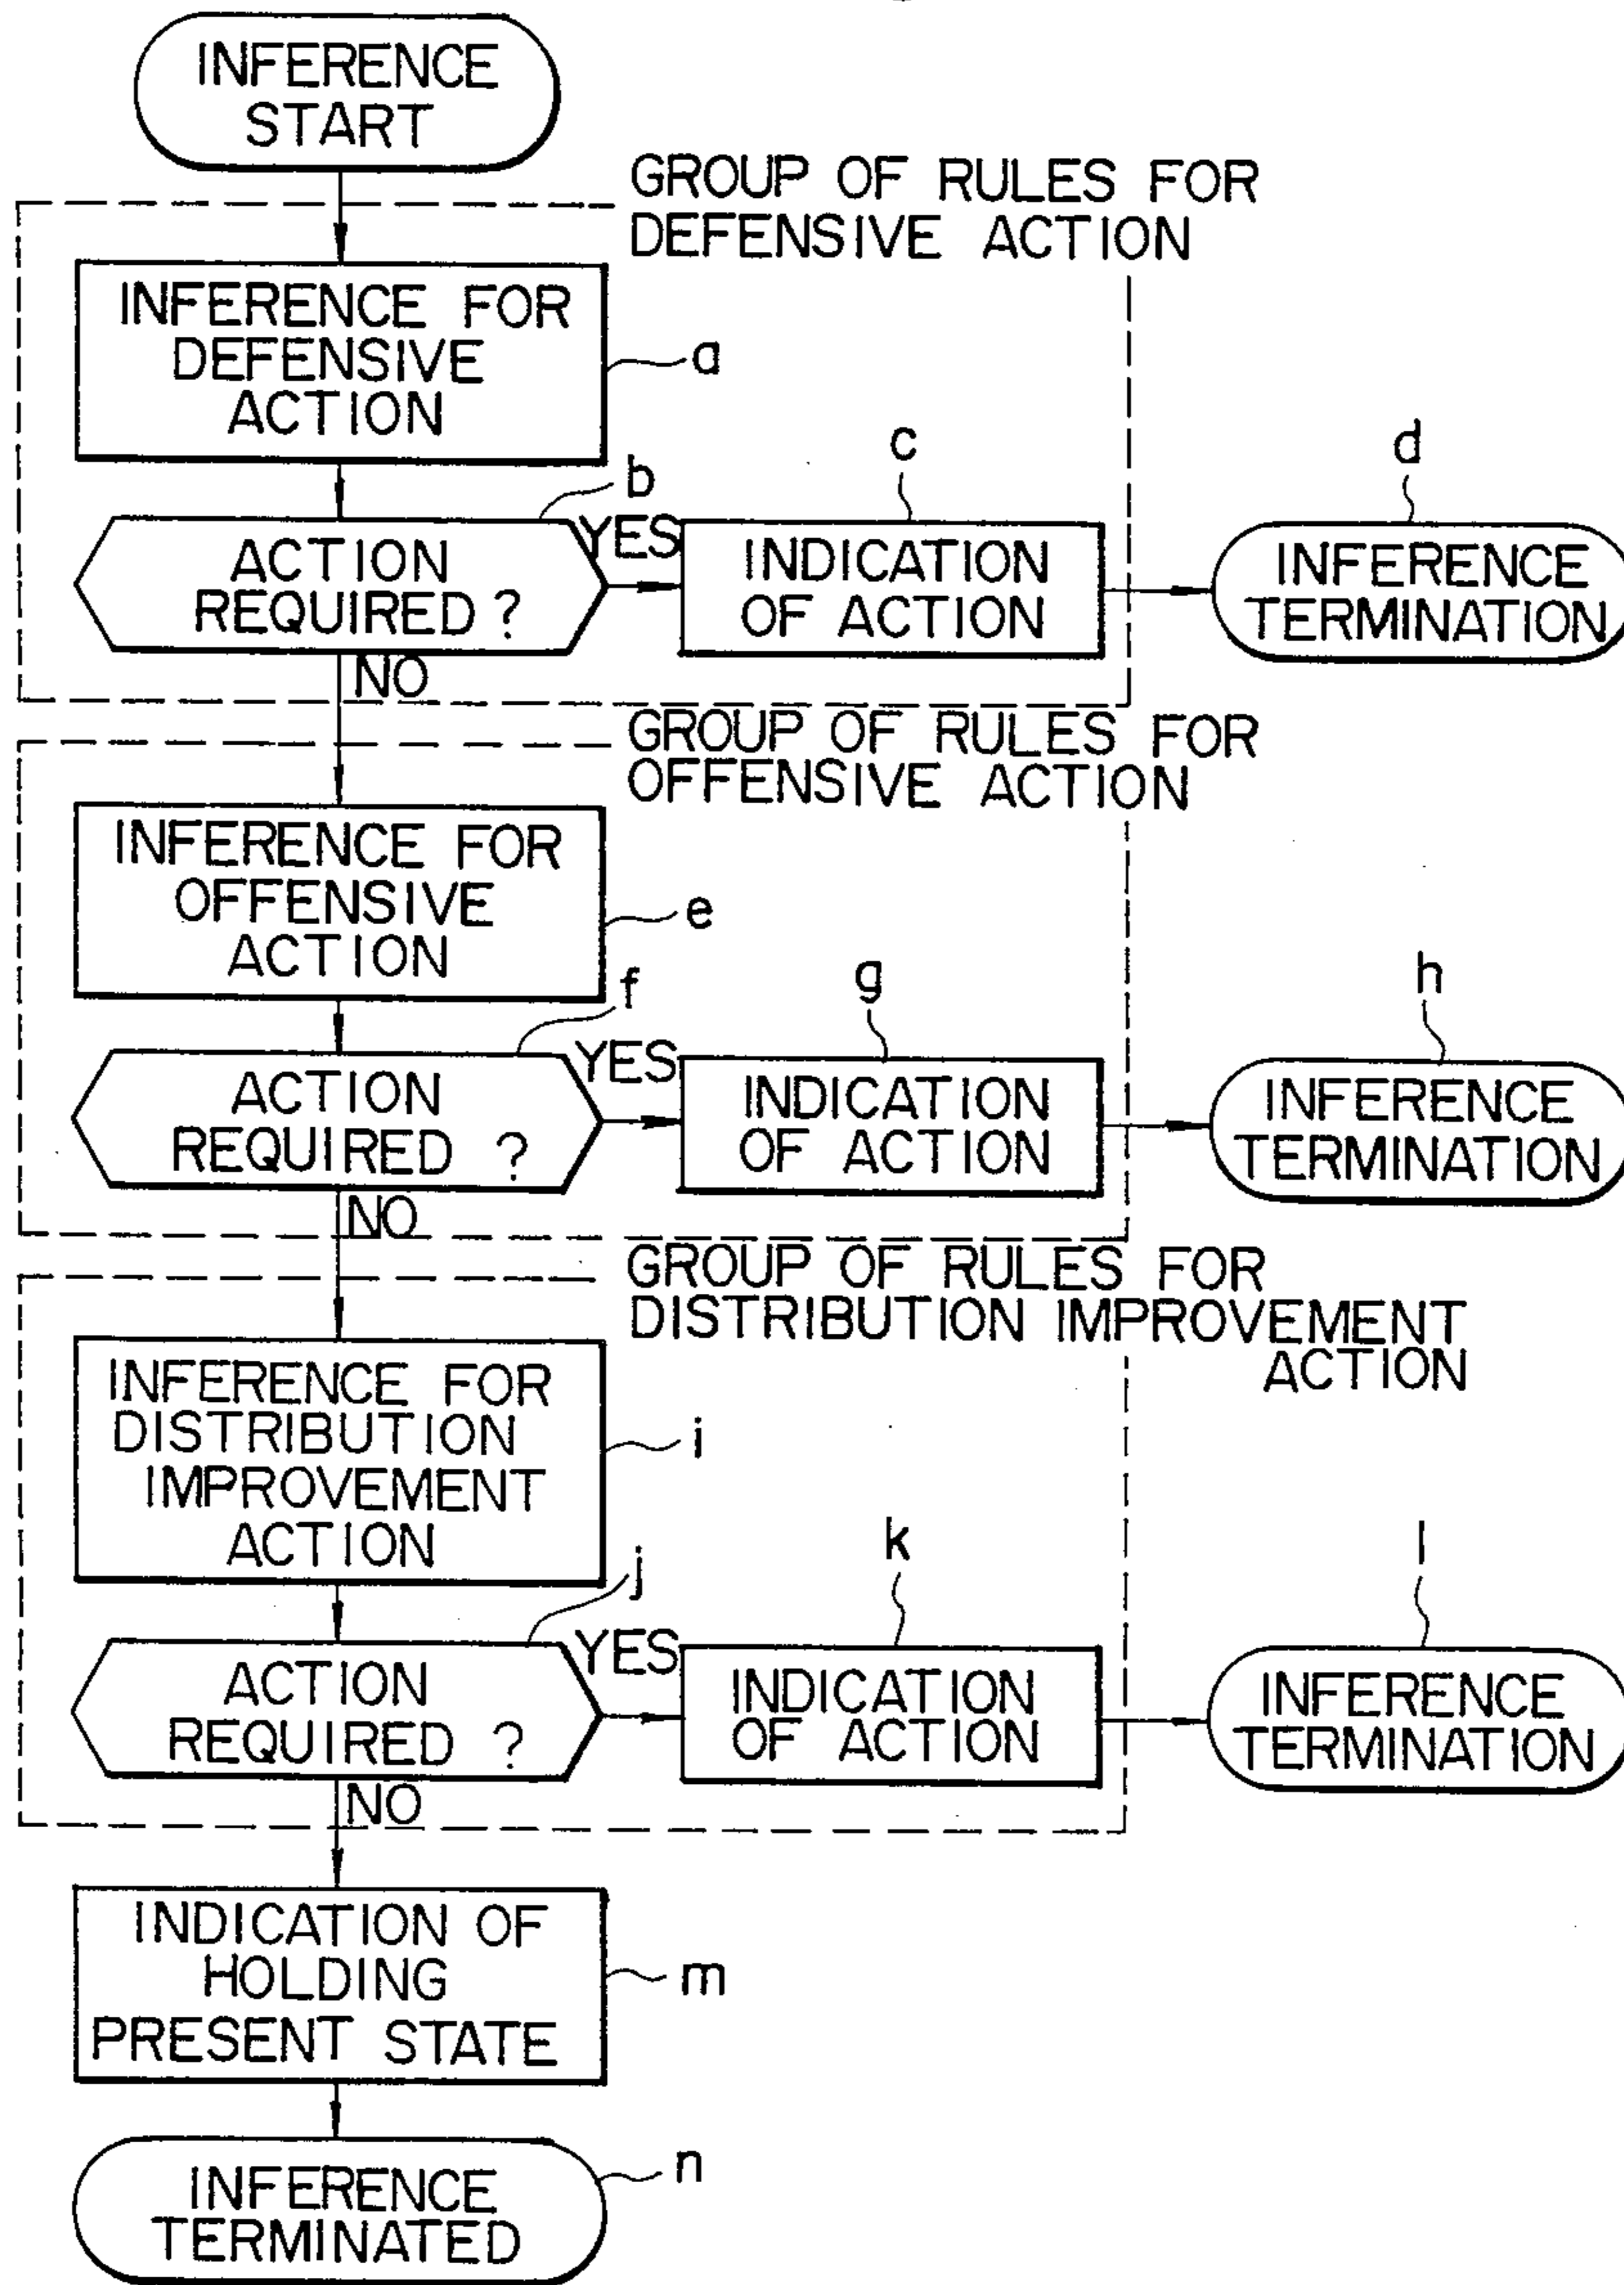 INFERENCE
START
GROUP OF RULES FOR
DEFENSIVE ACTION
INFERENCE FOR
DEFENSIVE
ACTION
a
b
c
d
ACTION
REQUIRED ?
YES
NO
INDICATION
OF ACTION
INFERENCE
TERMINATION
GROUP OF RULES FOR
OFFENSIVE ACTION
INFERENCE FOR
OFFENSIVE
ACTION
e
f
g
h
ACTION
REQUIRED ?
YES
NO
INDICATION
OF ACTION
INFERENCE
TERMINATION
GROUP OF RULES FOR
DISTRIBUTION IMPROVEMENT
ACTION
INFERENCE FOR
DISTRIBUTION
IMPROVEMENT
ACTION
i
j
k
l
ACTION
REQUIRED ?
YES
NO
INDICATION
OF ACTION
INFERENCE
TERMINATION
INDICATION OF
HOLDING
PRESENT STATE
m
INFERENCE
TERMINATED
n